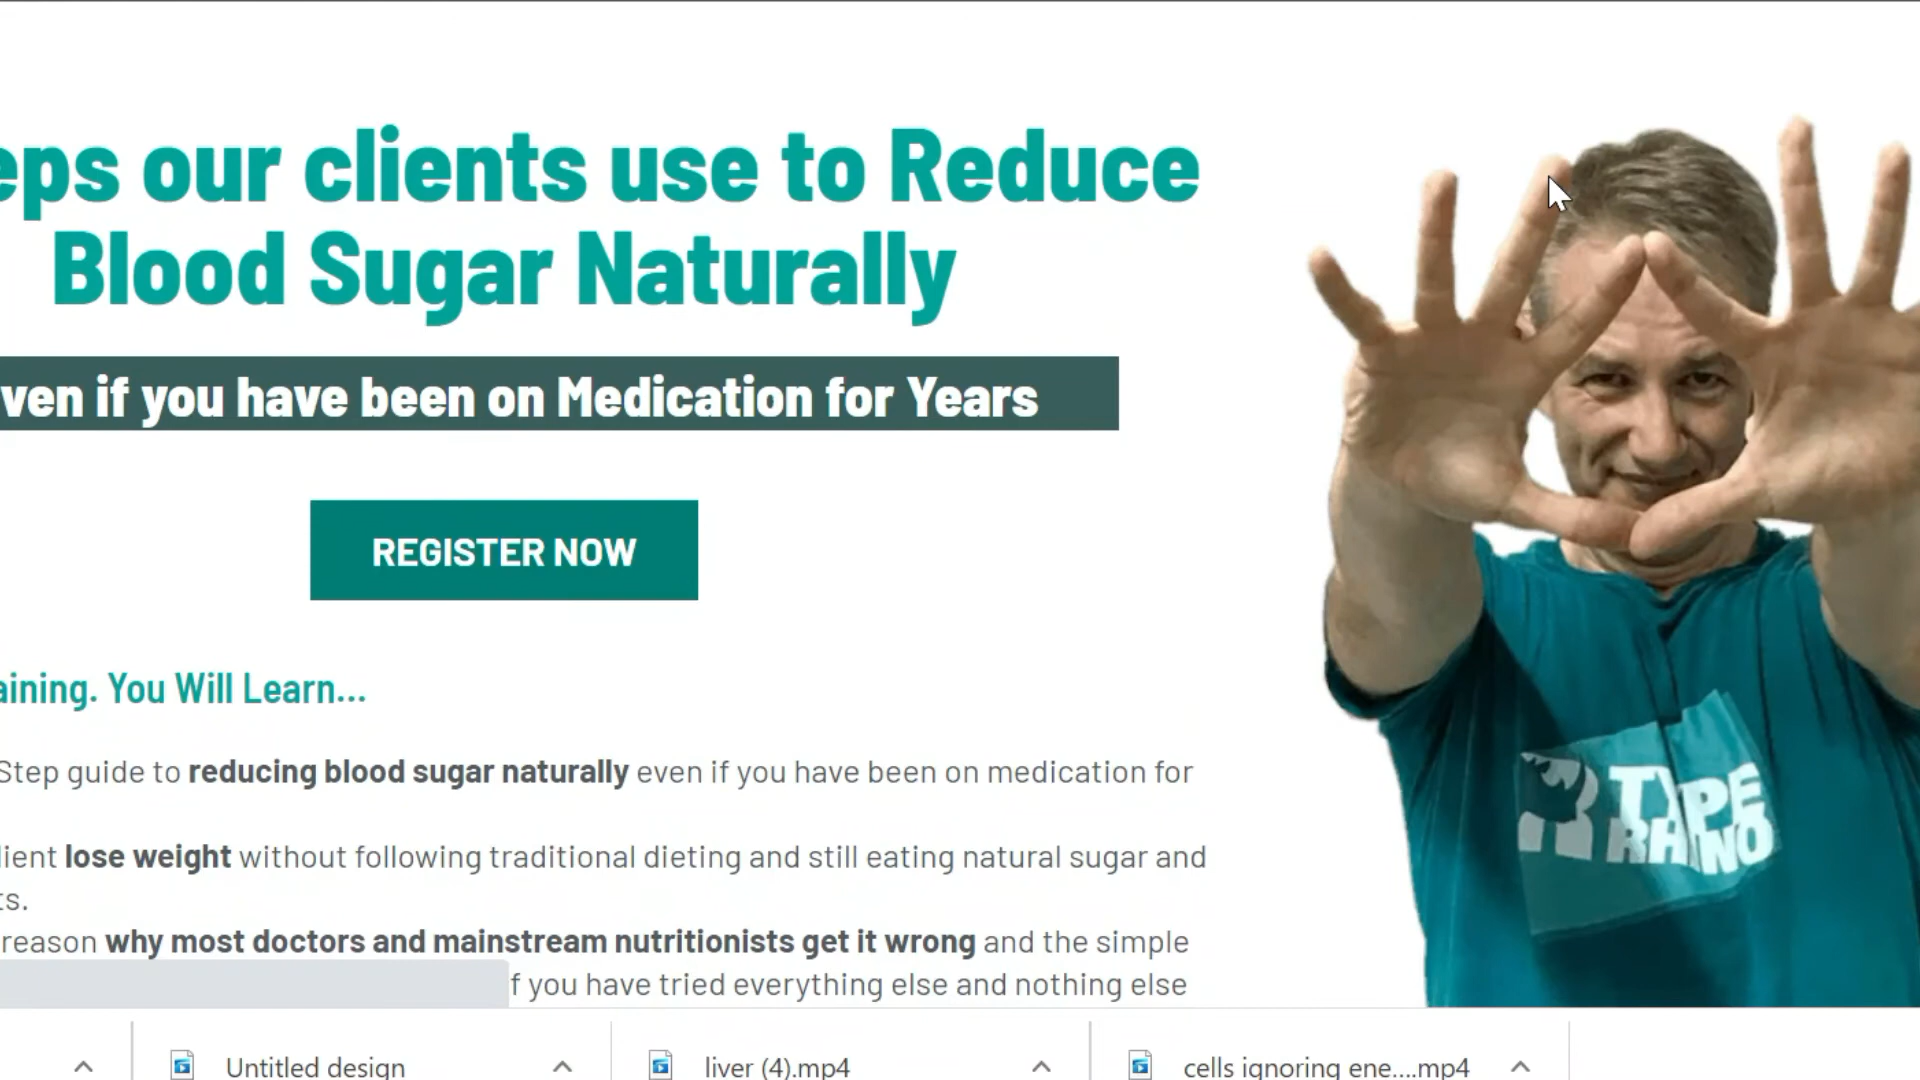 eps our clients use to Reduce
Blood Sugar Naturally
ven if you have been on Medication for Years
REGISTER NOW
aining. You Will Learn...
Step guide to reducing blood sugar naturally even if you have been on medication for
lient lose weight without following traditional dieting and still eating natural sugar and
ts.
reason why most doctors and mainstream nutritionists get it wrong and the simple
f you have tried everything else and nothing else
TYPE
RHINO
Untitled design
liver (4).mp4
cells ignoring ene....mp4